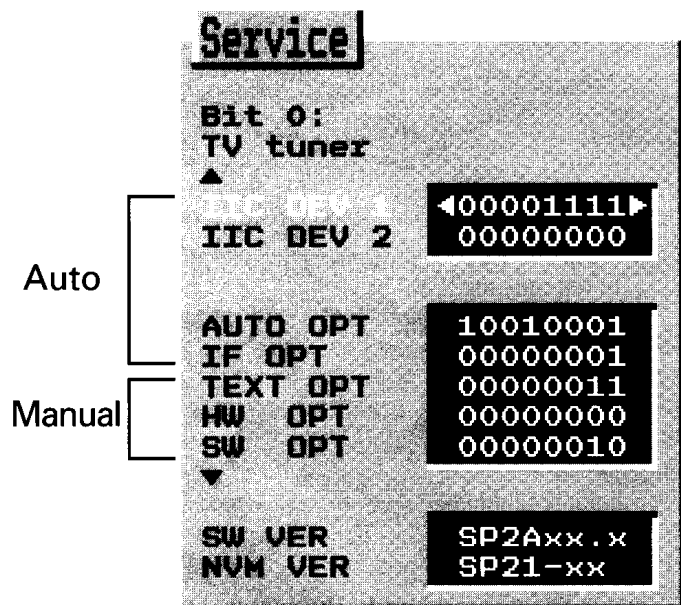 Service
Bit 0:
TV tuner
▲
IIC DEV 1 ◀00001111▶
IIC DEV 2 00000000
Auto
AUTO OPT 10010001
IF OPT 00000001
TEXT OPT 00000011
Manual
HW OPT 00000000
SW OPT 00000010
▼
SW VER SP2Axx.x
NVM VER SP21-xx